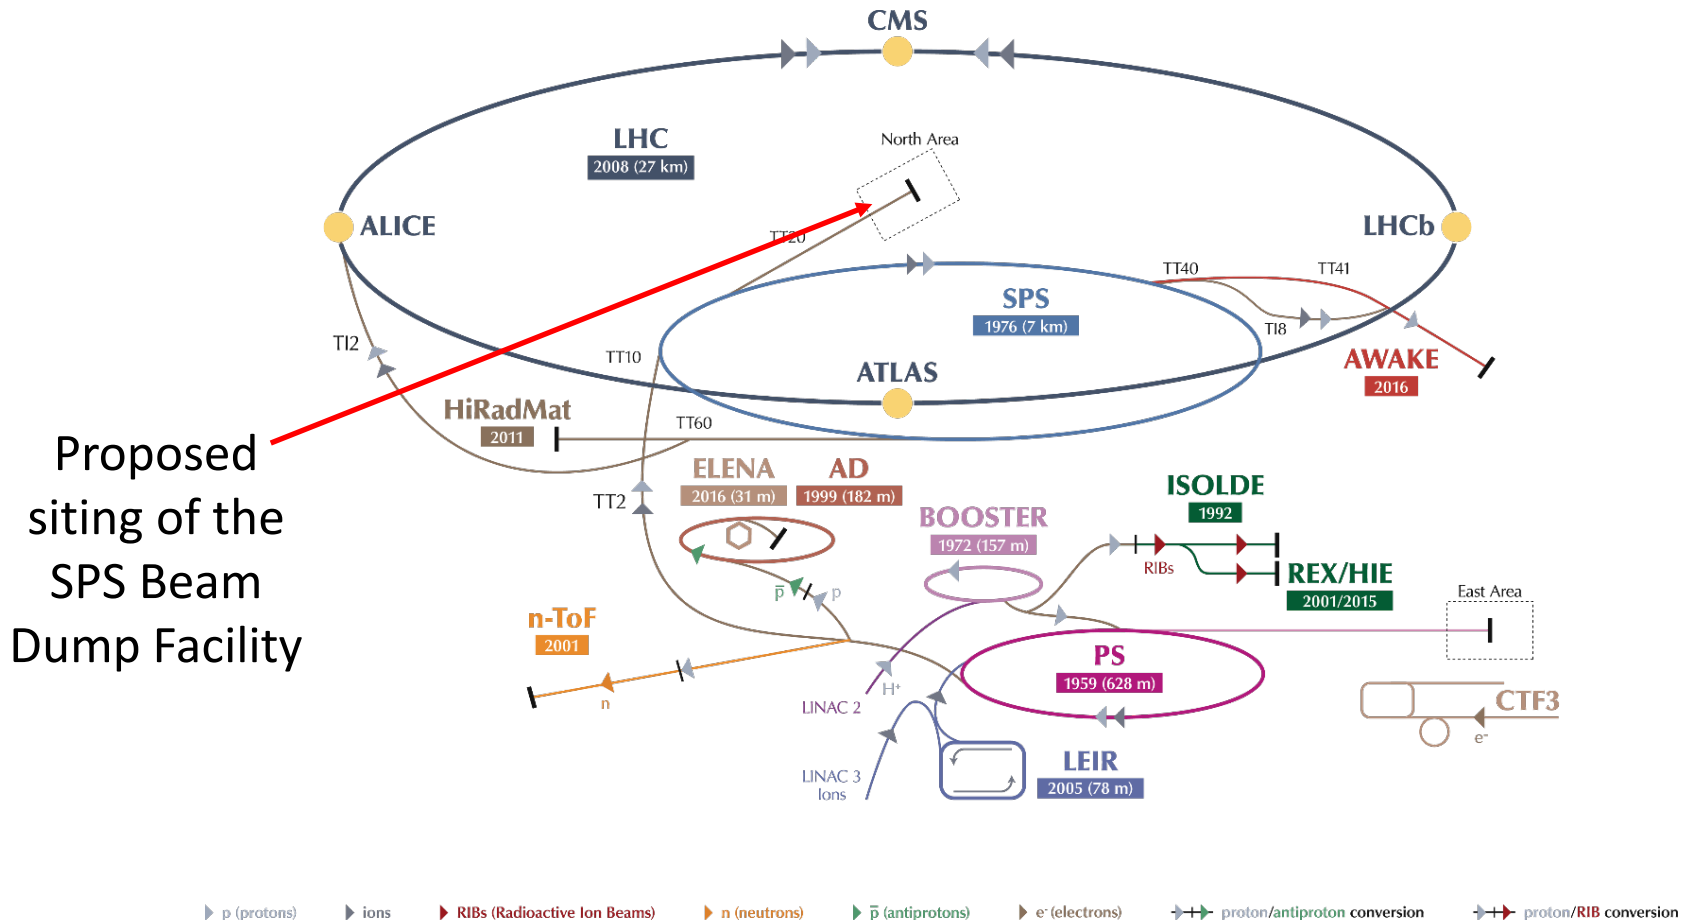 CMS
LHC
2008 (27 km)
North Area
ALICE
LHCb
TT20
TT40
TT41
SPS
1976 (7 km)
TI8
TI2
TT10
ATLAS
AWAKE
2016
HiRadMat
2011
TT60
Proposed
siting of the
SPS Beam
Dump Facility
ELENA
2016 (31 m)
AD
1999 (182 m)
TT2
ISOLDE
1992
BOOSTER
1972 (157 m)
RIBs
REX/HIE
2001/2015
p̅
p
East Area
n-ToF
2001
n
PS
1959 (628 m)
H⁺
LINAC 2
CTF3
e⁻
LINAC 3
Ions
LEIR
2005 (78 m)
p (protons) ions RIBs (Radioactive Ion Beams) n (neutrons) p̅ (antiprotons) e⁻ (electrons) proton/antiproton conversion proton/RIB conversion